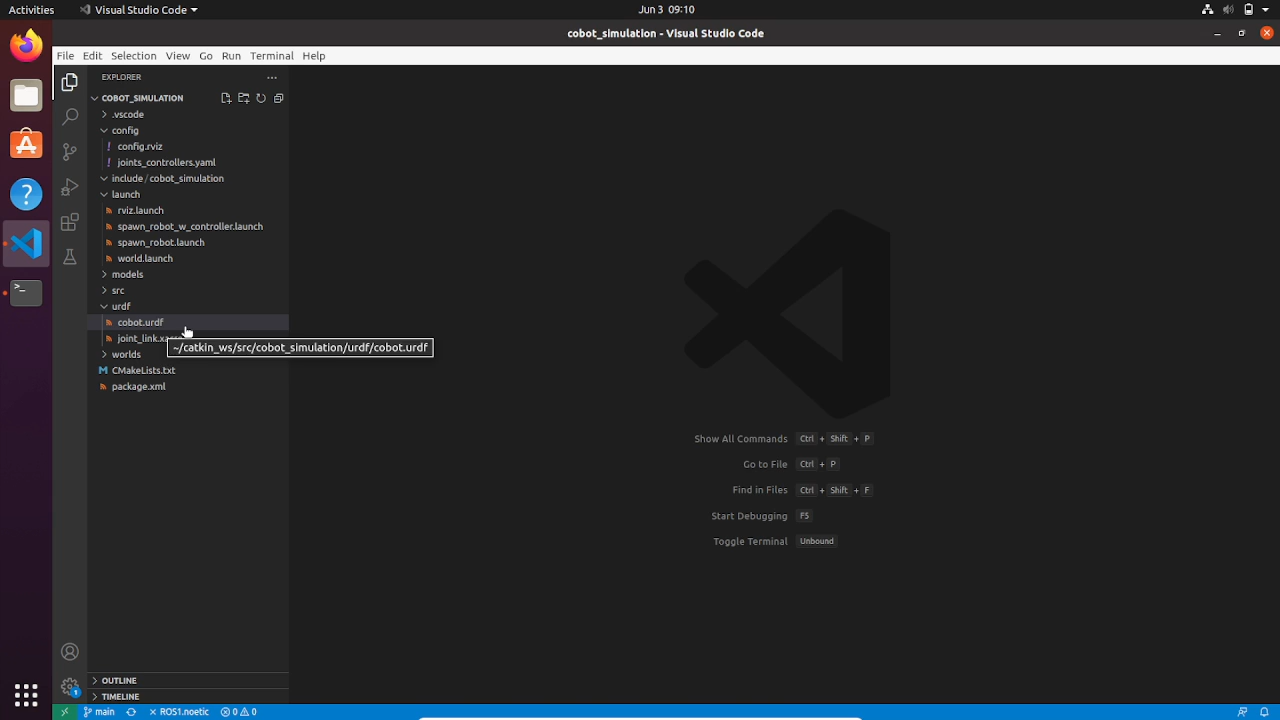 Activities
Visual Studio Code
Jun 3 09:10
cobot_simulation - Visual Studio Code
File Edit Selection View Go Run Terminal Help
EXPLORER
COBOT_SIMULATION
.vscode
config
! config.rviz
! joints_controllers.yaml
include / cobot_simulation
launch
rviz.launch
spawn_robot_w_controller.launch
spawn_robot.launch
world.launch
models
src
urdf
cobot.urdf
joint_link.xacro
~/catkin_ws/src/cobot_simulation/urdf/cobot.urdf
worlds
M CMakeLists.txt
package.xml
Show All Commands Ctrl + Shift + P
Go to File Ctrl + P
Find in Files Ctrl + Shift + F
Start Debugging F5
Toggle Terminal Unbound
OUTLINE
TIMELINE
1
main
ROS1.noetic
0 0